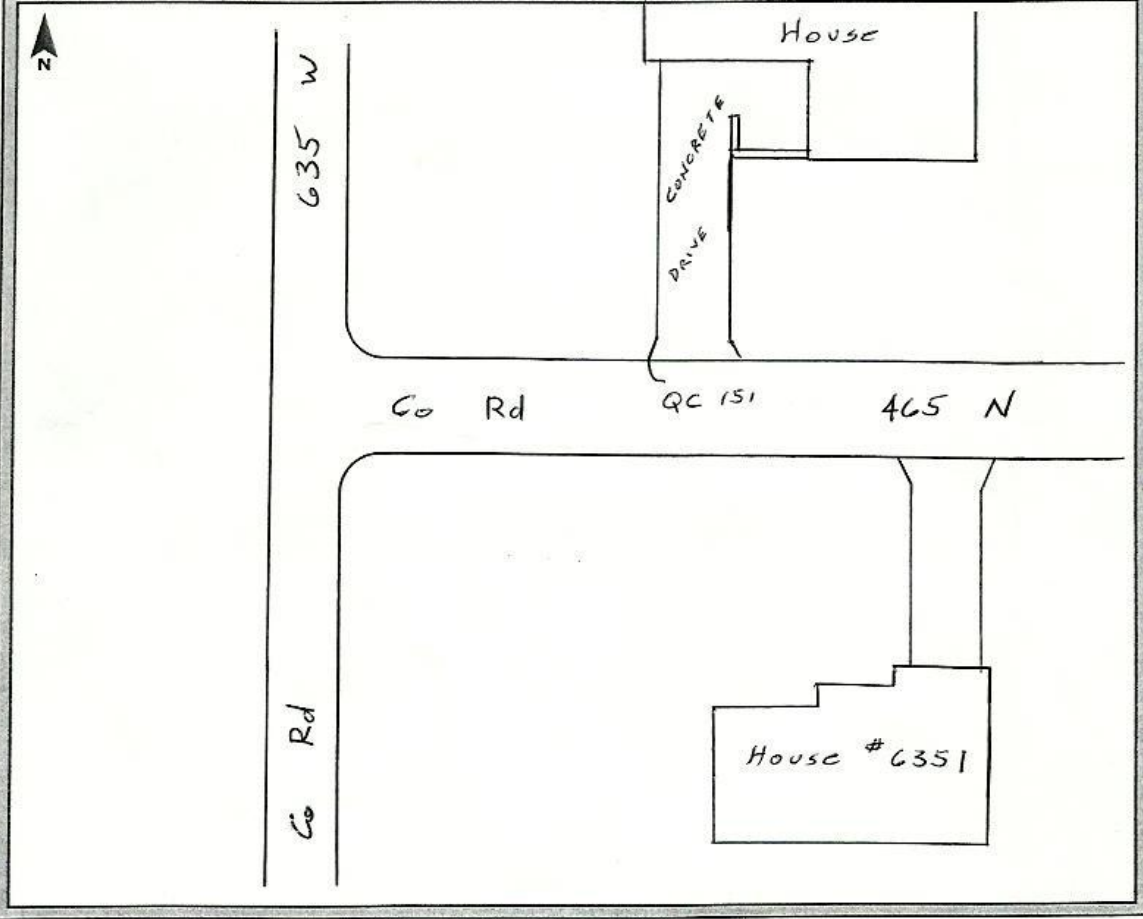 N
House
635 W
CONCRETE
DRIVE
Co Rd
QC 151
465 N
Co Rd
House #6351